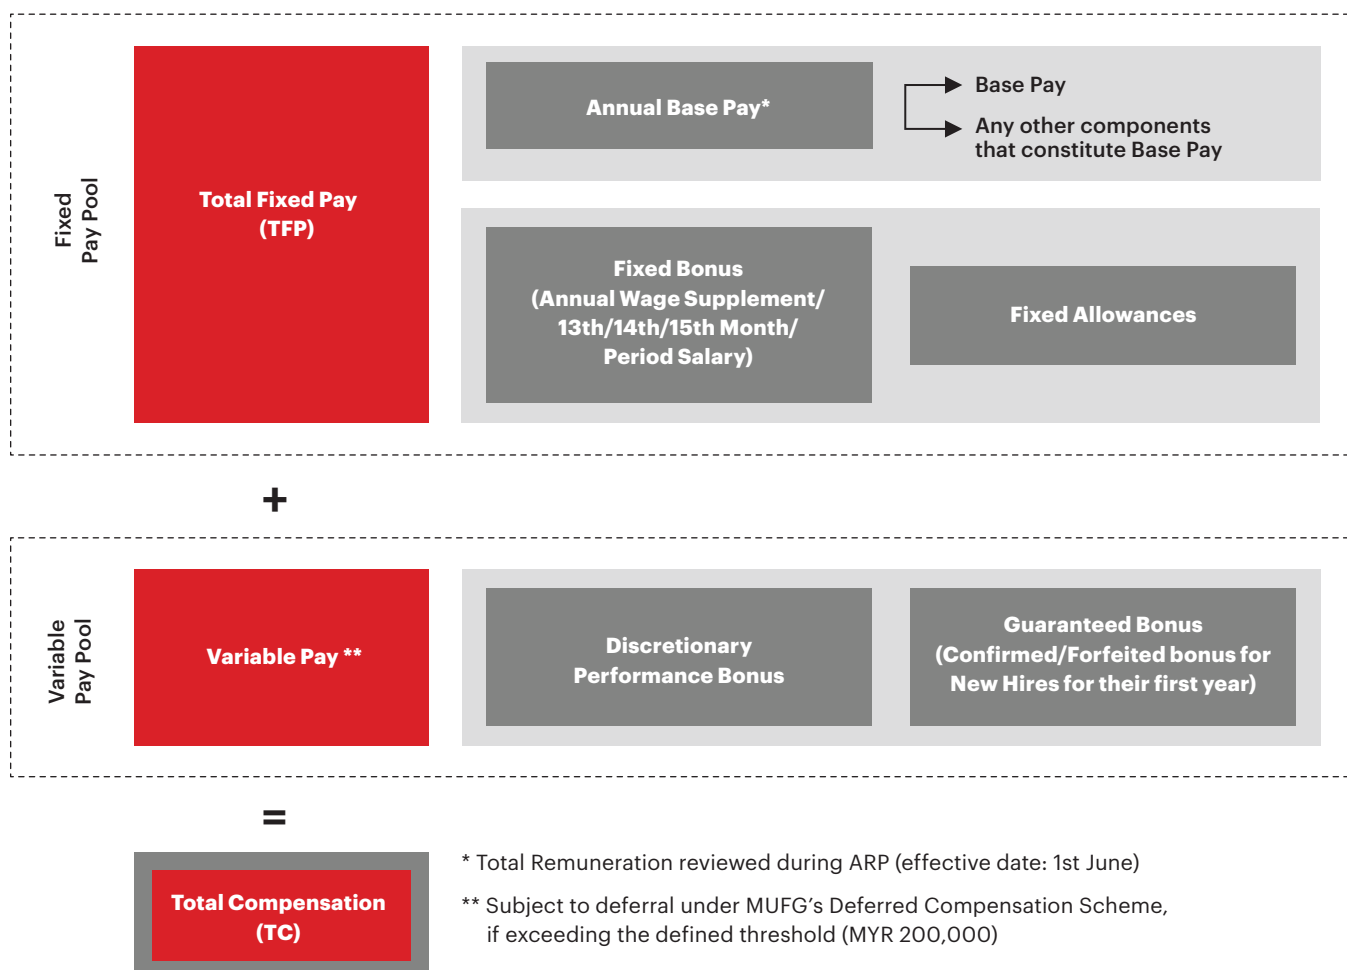 Fixed
Pay Pool
Total Fixed Pay
(TFP)
Annual Base Pay*
Base Pay
Any other components
that constitute Base Pay
Fixed Bonus
(Annual Wage Supplement/
13th/14th/15th Month/
Period Salary)
Fixed Allowances
+
Variable
Pay Pool
Variable Pay **
Discretionary
Performance Bonus
Guaranteed Bonus
(Confirmed/Forfeited bonus for
New Hires for their first year)
=
Total Compensation
(TC)
* Total Remuneration reviewed during ARP (effective date: 1st June)
** Subject to deferral under MUFG's Deferred Compensation Scheme,
if exceeding the defined threshold (MYR 200,000)